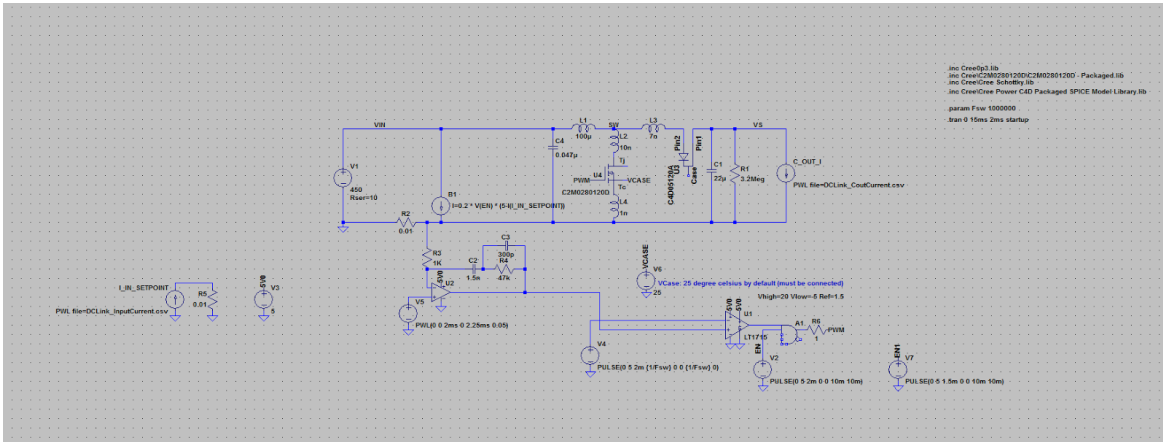 .inc Cree0p3.lib
.inc Cree\C2M0280120D\C2M0280120D - Packaged.lib
.inc Cree\Cree Schottky.lib
.inc Cree\Cree Power C4D Packaged SPICE Model Library.lib
.param Fsw 1000000
.tran 0 15ms 2ms startup
VIN
L1
100µ
SW
L2
10n
L3
7n
VS
Pin2
Pin1
U3
C4D05120A
Case
C4
0.047µ
Tj
U4
PWM
VCASE
Tc
C2M0280120D
L4
1n
C1
22µ
R1
3.2Meg
C_OUT_I
PWL file=DCLink_CoutCurrent.csv
V1
450
Rser=10
B1
I=0.2 * V(EN) * (5-I(I_IN_SETPOINT))
R2
0.01
R3
1K
C3
300p
C2
1.5n
R4
47k
5V0
U2
V5
PWL(0 0 2ms 0 2.25ms 0.05)
I_IN_SETPOINT
R5
0.01
PWL file=DCLink_InputCurrent.csv
5V0
V3
5
VCASE
V6
25
VCASE: 25 degree celsius by default (must be connected)
Vhigh=20 Vlow=-5 Ref=1.5
5V0
5V0
U1
LT1715
A1
R6
1
PWM
EN
V4
PULSE(0 5 2m {1/Fsw} 0 0 {1/Fsw} 0)
V2
PULSE(0 5 2m 0 0 10m 10m)
EN1
V7
PULSE(0 5 1.5m 0 0 10m 10m)